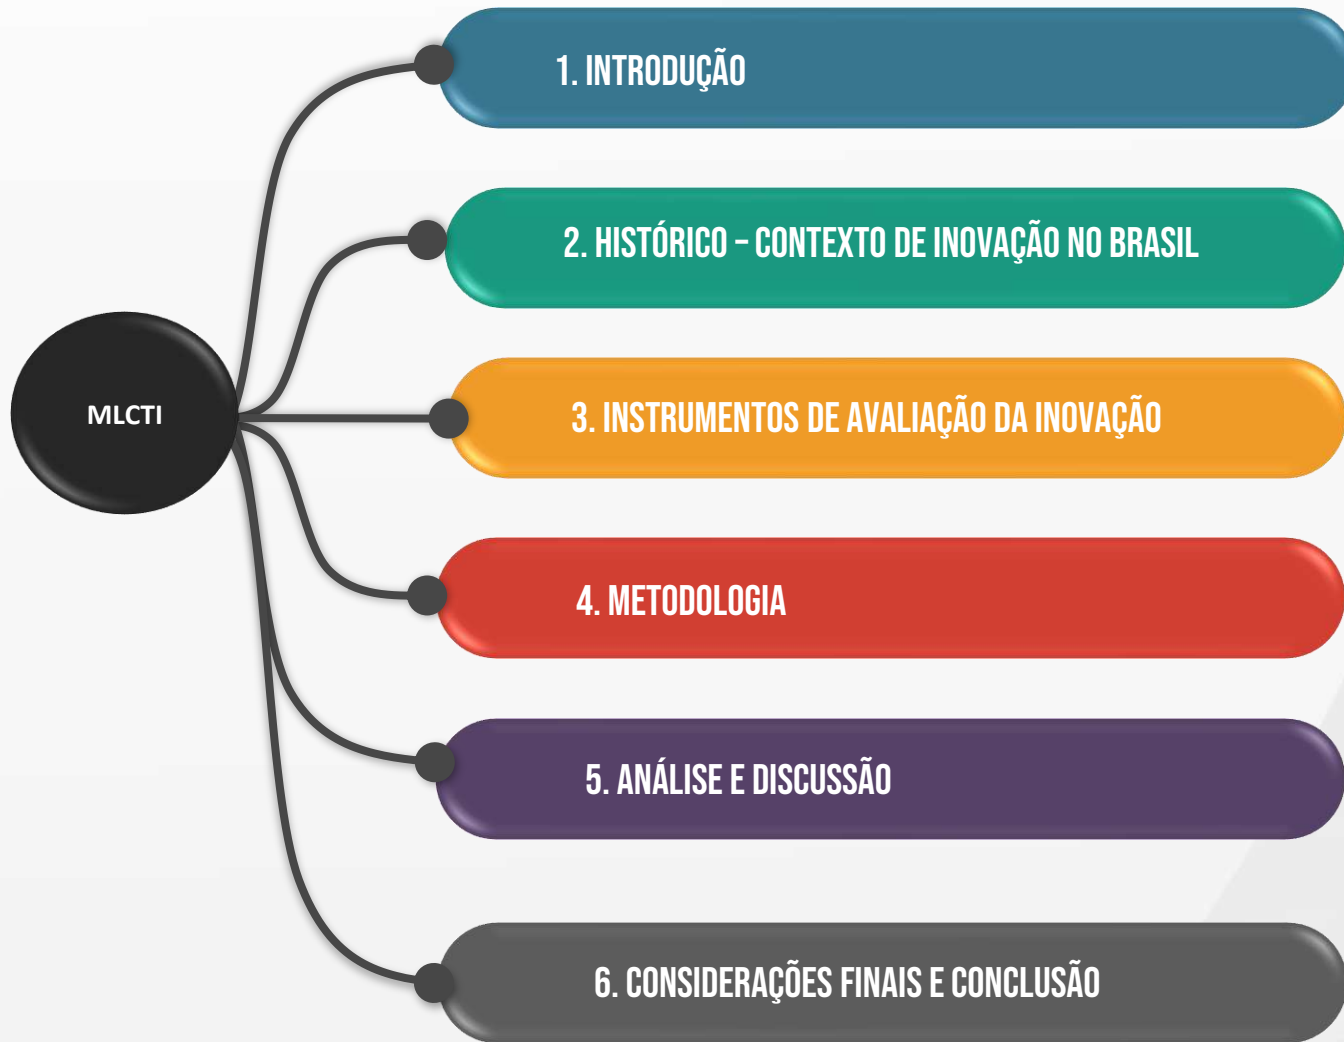 1. INTRODUÇÃO
2. HISTÓRICO – CONTEXTO DE INOVAÇÃO NO BRASIL
MLCTI
3. INSTRUMENTOS DE AVALIAÇÃO DA INOVAÇÃO
4. METODOLOGIA
5. ANÁLISE E DISCUSSÃO
6. CONSIDERAÇÕES FINAIS E CONCLUSÃO